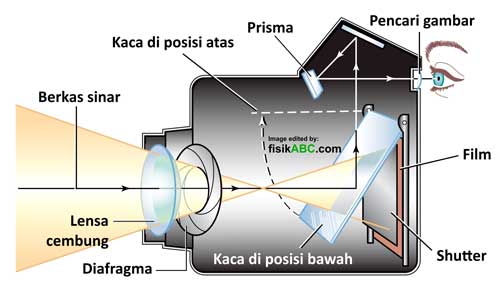 Pencari gambar
Prisma
Kaca di posisi atas
Berkas sinar
Image edited by:
fisikABC.com
Film
Lensa
cembung
Diafragma
Kaca di posisi bawah
Shutter